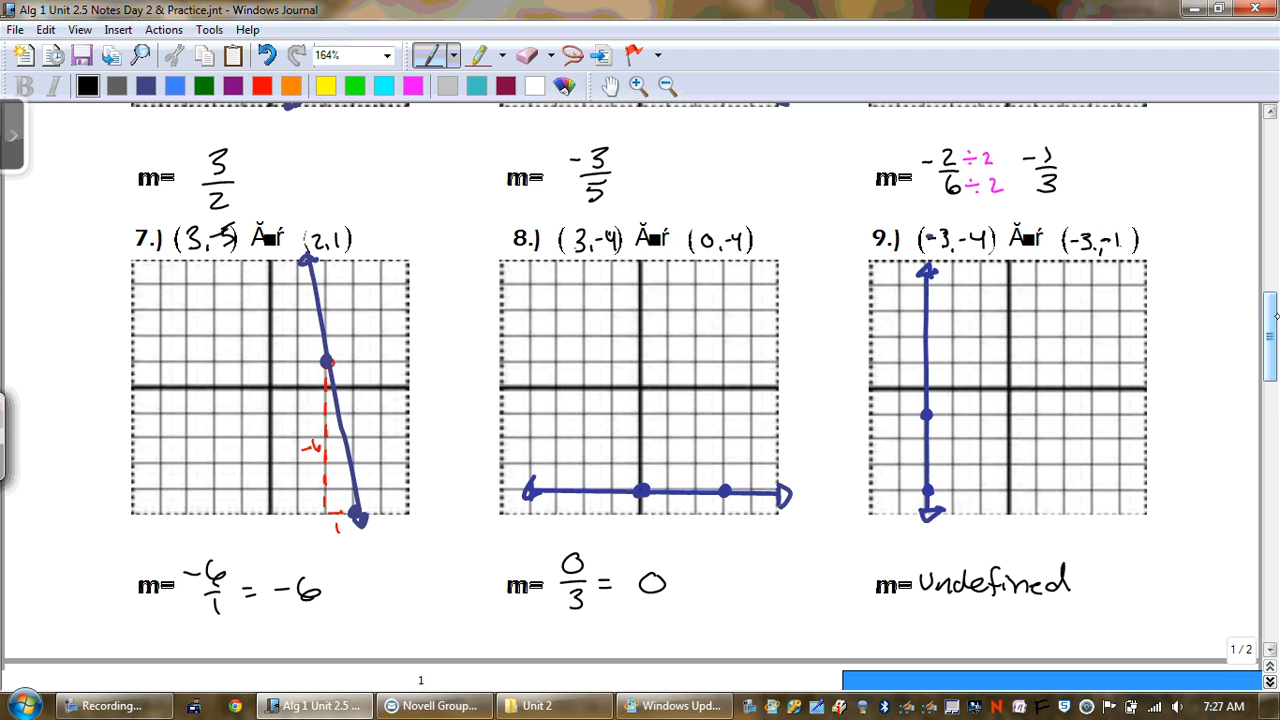 Alg 1 Unit 2.5 Notes Day 2 & Practice.jnt - Windows Journal
File Edit View Insert Actions Tools Help
164%
B I
m= 3/2 m= -3/5 m= -2/6 ÷2 ÷2 -1/3
7.) (3,-5) Ă■ŕ (2,1) 8.) (3,-4) Ă■ŕ (0,-4) 9.) (-3,-4) Ă■ŕ (-3,-1)
-6
1
m= -6/1 = -6 m= 0/3 = 0 m= undefined
1 / 2
1
Recording... Alg 1 Unit 2.5 ... Novell Group... Unit 2 Windows Upd... 7:27 AM